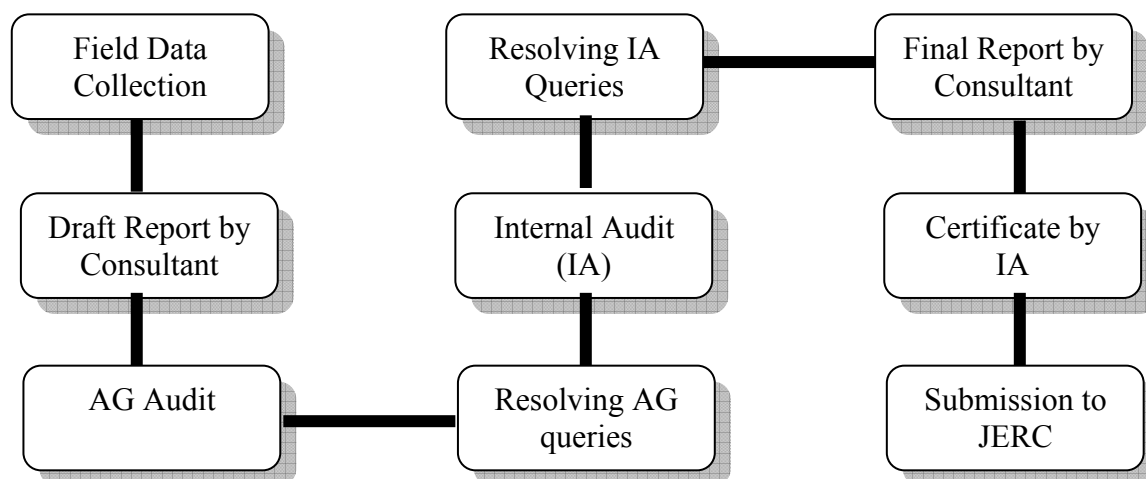 Field Data
Collection
Draft Report by
Consultant
AG Audit
Resolving AG
queries
Internal Audit
(IA)
Resolving IA
Queries
Final Report by
Consultant
Certificate by
IA
Submission to
JERC